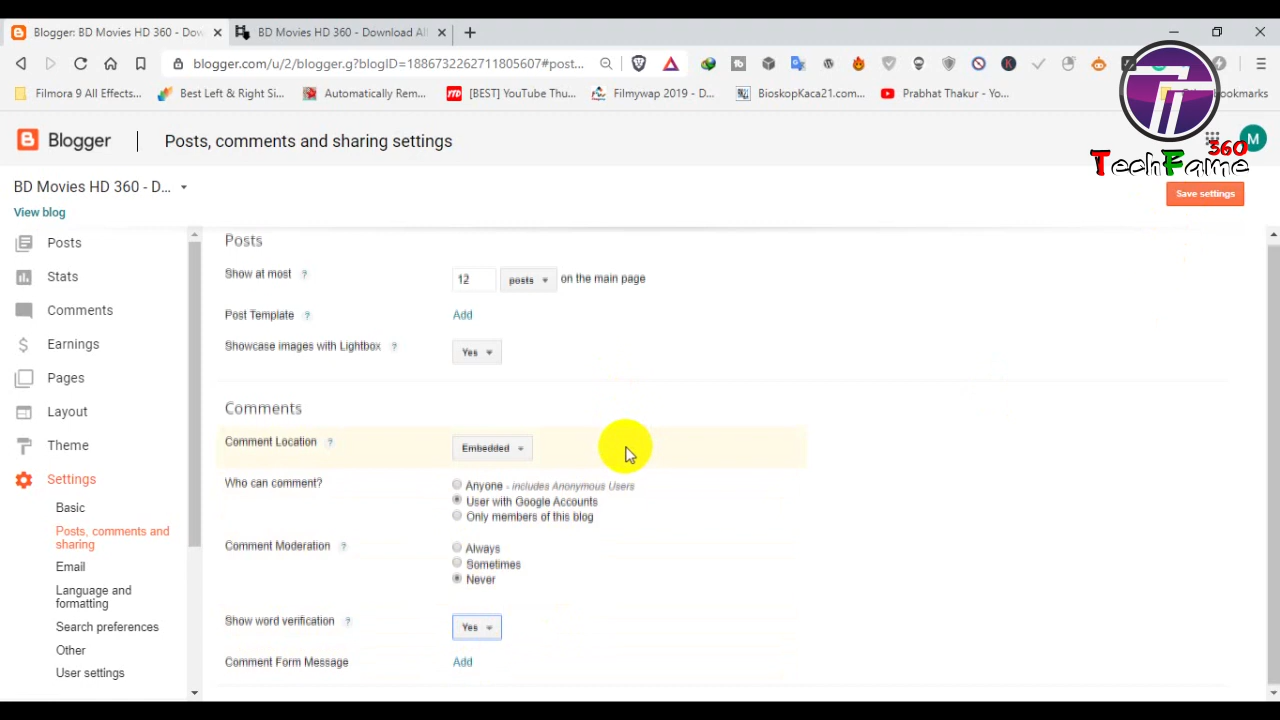 Blogger: BD Movies HD 360 - Dow
BD Movies HD 360 - Download All
blogger.com/u/2/blogger.g?blogID=1886732262711805607#post...
Filmora 9 All Effects...
Best Left & Right Si...
Automatically Rem...
[BEST] YouTube Thu...
Filmywap 2019 – D...
BioskopKaca21.com...
Prabhat Thakur - Yo...
bookmarks
Blogger
Posts, comments and sharing settings
M
360
TechFame
BD Movies HD 360 - D...
Save settings
View blog
Posts
Stats
Comments
Earnings
Pages
Layout
Theme
Settings
Basic
Posts, comments and
sharing
Email
Language and
formatting
Search preferences
Other
User settings
Posts
Show at most ? 12 posts on the main page
Post Template ? Add
Showcase images with Lightbox ? Yes
Comments
Comment Location ? Embedded
Who can comment? Anyone - includes Anonymous Users
User with Google Accounts
Only members of this blog
Comment Moderation ? Always
Sometimes
Never
Show word verification ? Yes
Comment Form Message Add